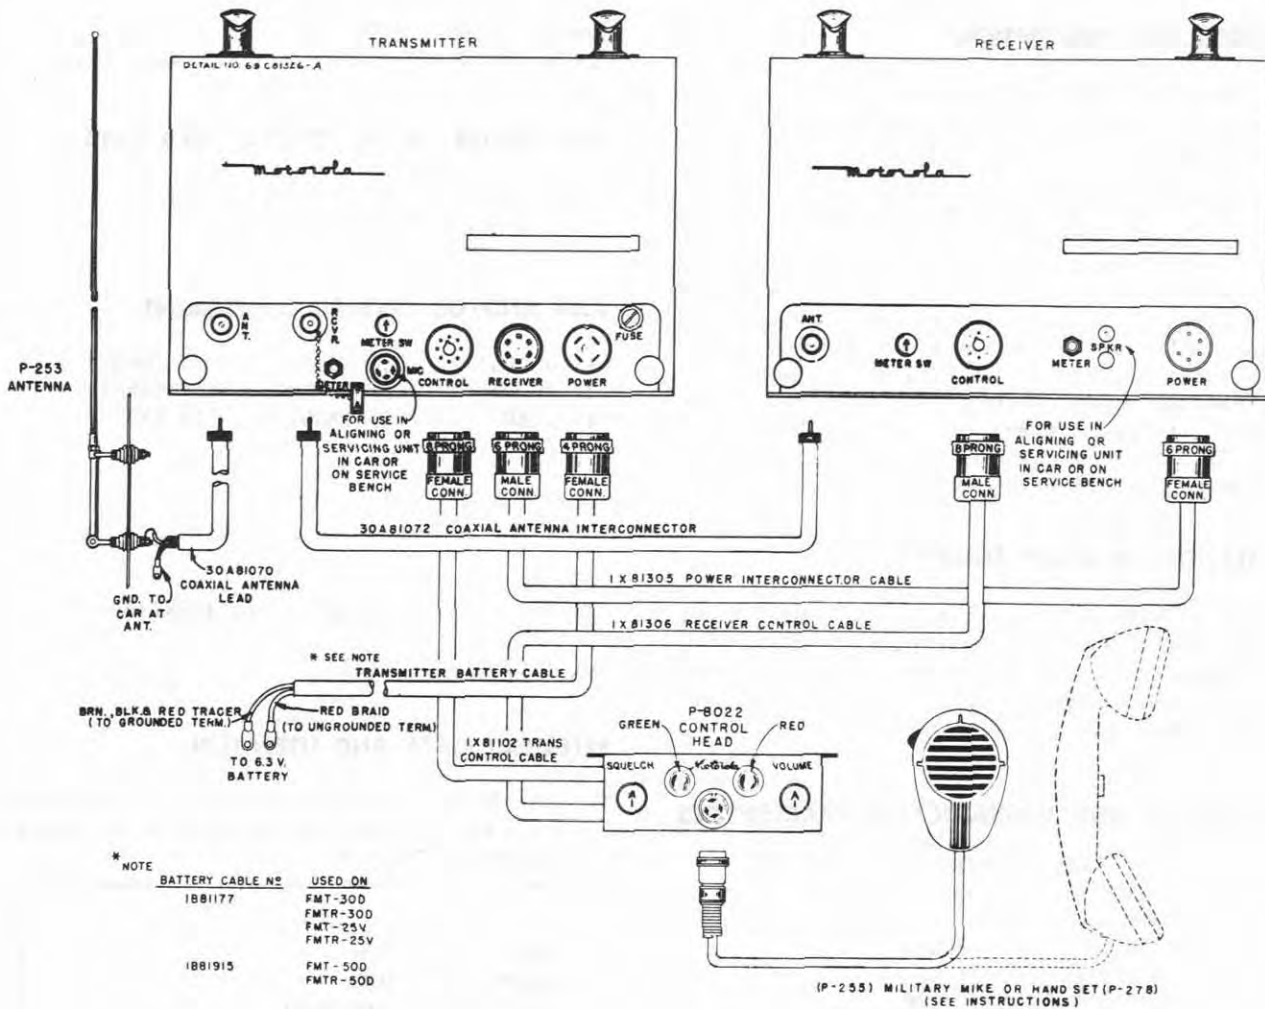 TRANSMITTER
RECEIVER
DETAIL NO. 68C81326-A
Motorola
Motorola
P-253
ANTENNA
ANT.
RCVR.
METER SW
METER
MIC
CONTROL
RECEIVER
POWER
FUSE
ANT.
METER SW.
CONTROL
METER
SPKR
POWER
FOR USE IN
ALIGNING OR
SERVICING UNIT
IN CAR OR
ON SERVICE
BENCH
FOR USE IN
ALIGNING OR
SERVICING UNIT
IN CAR OR ON
SERVICE BENCH
8 PRONG
FEMALE
CONN.
6 PRONG
MALE
CONN.
4 PRONG
FEMALE
CONN.
8 PRONG
MALE
CONN.
6 PRONG
FEMALE
CONN.
30A81072 COAXIAL ANTENNA INTERCONNECTOR
30A81070
COAXIAL ANTENNA
LEAD
GND. TO
CAR AT
ANT.
1X81305 POWER INTERCONNECTOR CABLE
1X81306 RECEIVER CONTROL CABLE
* SEE NOTE
TRANSMITTER BATTERY CABLE
BRN., BLK.& RED TRACER
(TO GROUNDED TERM.)
RED BRAID
(TO UNGROUNDED TERM.)
TO 6.3 V.
BATTERY
1X81102 TRANS
CONTROL CABLE
P-8022
CONTROL
HEAD
GREEN
RED
SQUELCH
Motorola
VOLUME
* NOTE
BATTERY CABLE Nº USED ON
1B81177 FMT-30D
FMTR-30D
FMT-25V
FMTR-25V
1B81915 FMT-50D
FMTR-50D
(P-255) MILITARY MIKE OR HAND SET (P-278)
(SEE INSTRUCTIONS)